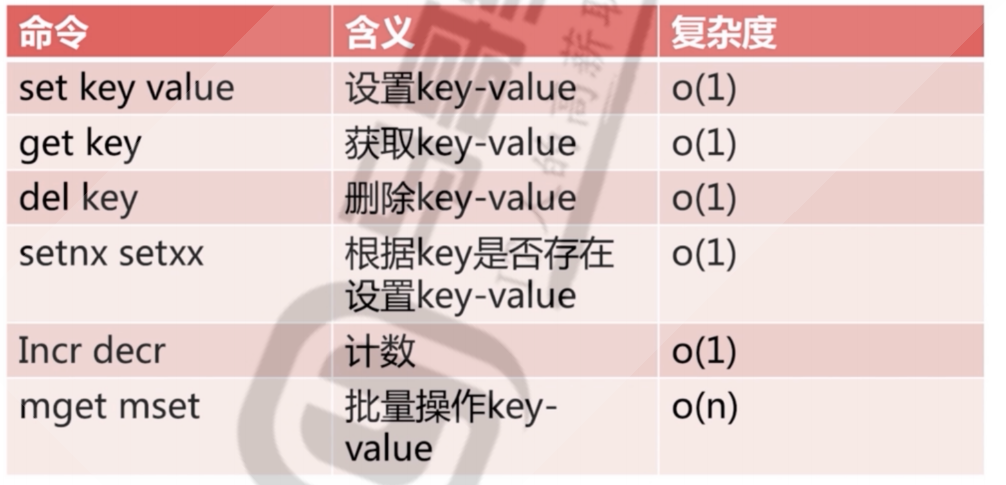 命令 含义 复杂度
set key value 设置key-value o(1)
get key 获取key-value o(1)
del key 删除key-value o(1)
setnx setxx 根据key是否存在 o(1)
设置key-value
Incr decr 计数 o(1)
mget mset 批量操作key- o(n)
value